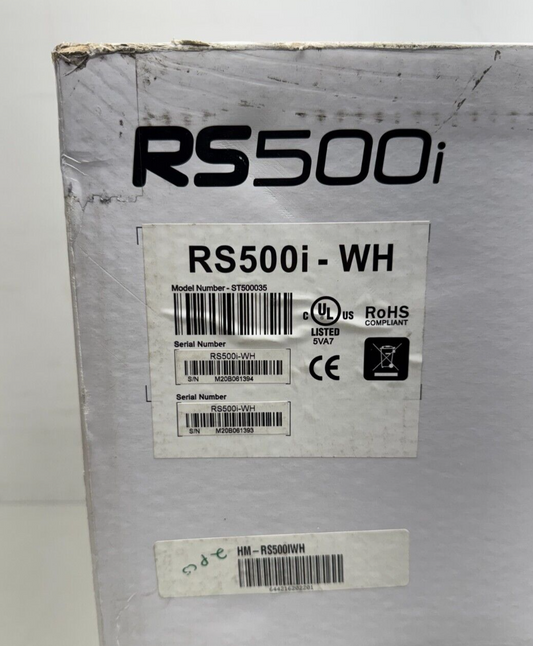 RS500i
RS500i - WH
Model Number - ST500035
C UL US
LISTED
5VA7
RoHS
COMPLIANT
CE
Serial Number
RS500i-WH
S/N M20B061394
Serial Number
RS500i-WH
S/N M20B061393
HM-RS500IWH